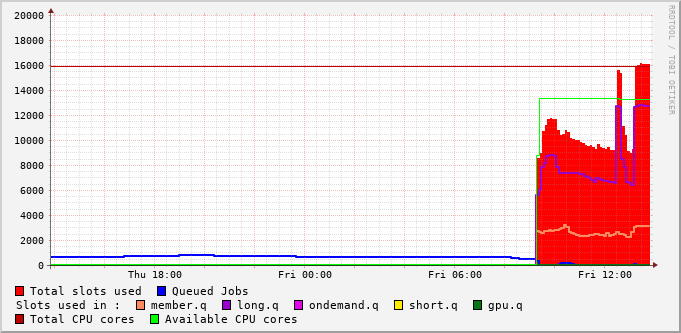 20000
18000
16000
14000
12000
10000
8000
6000
4000
2000
0
Thu 18:00 Fri 00:00 Fri 06:00 Fri 12:00
RRDTOOL / TOBI OETIKER
Total slots used Queued Jobs
Slots used in : member.q long.q ondemand.q short.q gpu.q
Total CPU cores Available CPU cores